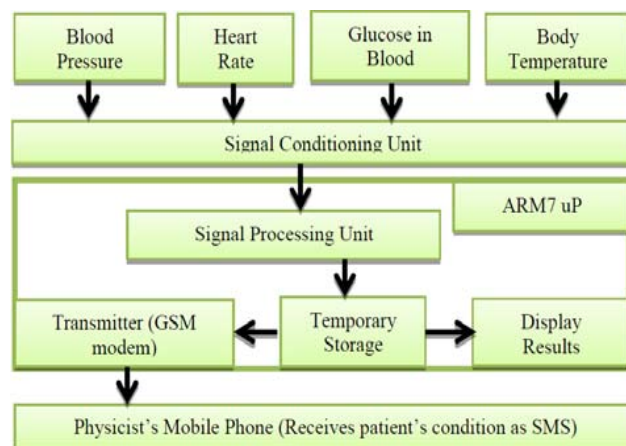 Blood
Pressure
Heart
Rate
Glucose in
Blood
Body
Temperature
Signal Conditioning Unit
ARM7 uP
Signal Processing Unit
Transmitter (GSM
modem)
Temporary
Storage
Display
Results
Physicist's Mobile Phone (Receives patient's condition as SMS)